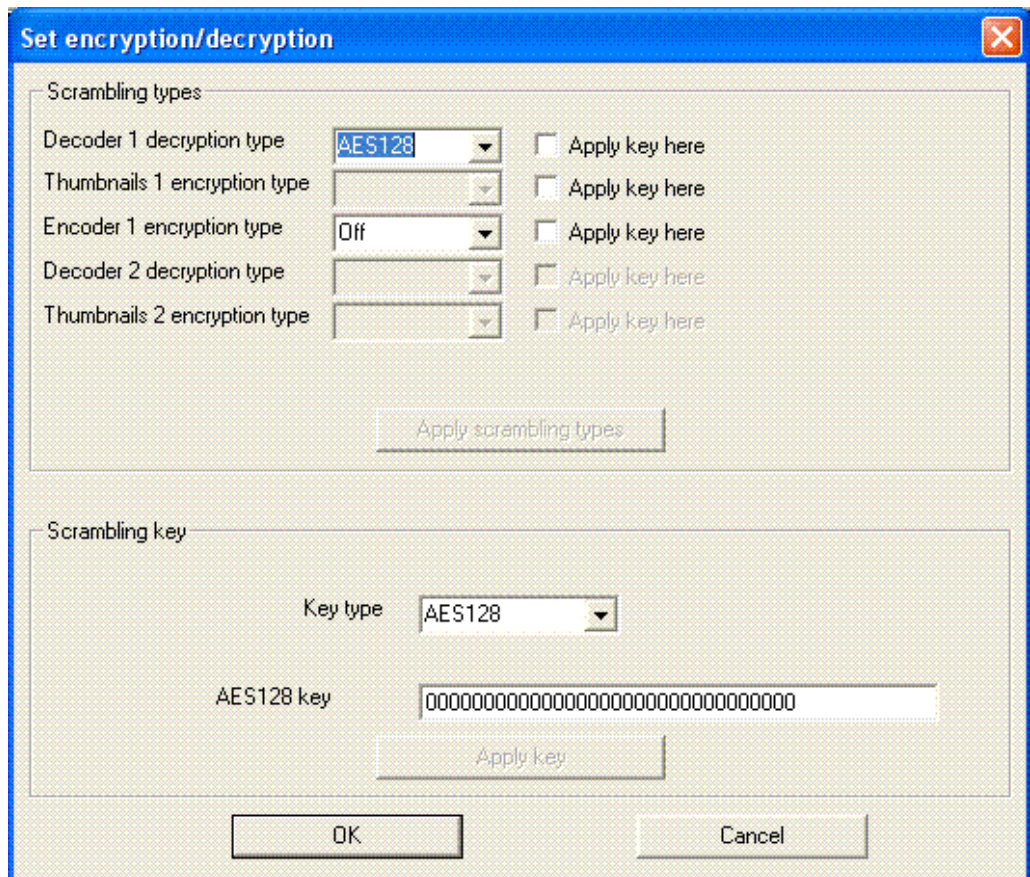 Set encryption/decryption
Scrambling types
Decoder 1 decryption type AES128 Apply key here
Thumbnails 1 encryption type Apply key here
Encoder 1 encryption type Off Apply key here
Decoder 2 decryption type Apply key here
Thumbnails 2 encryption type Apply key here
Apply scrambling types
Scrambling key
Key type AES128
AES128 key 00000000000000000000000000000000
Apply key
OK Cancel